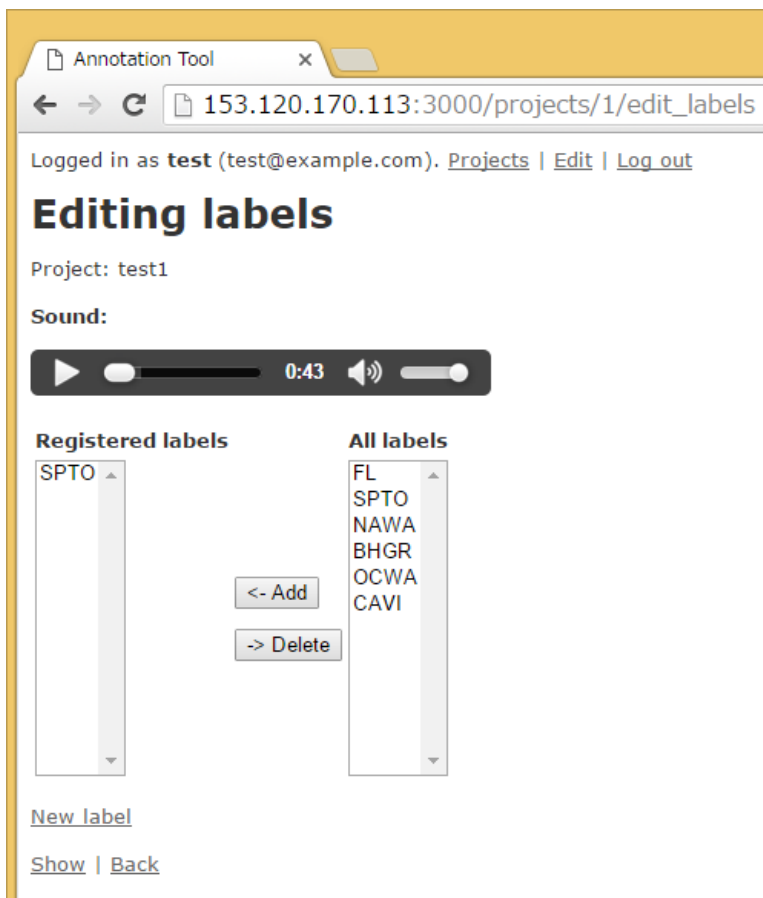 Annotation Tool
153.120.170.113:3000/projects/1/edit_labels
Logged in as test (test@example.com). Projects | Edit | Log out
Editing labels
Project: test1
Sound:
0:43
Registered labels
SPTO
<- Add
-> Delete
All labels
FL
SPTO
NAWA
BHGR
OCWA
CAVI
New label
Show | Back